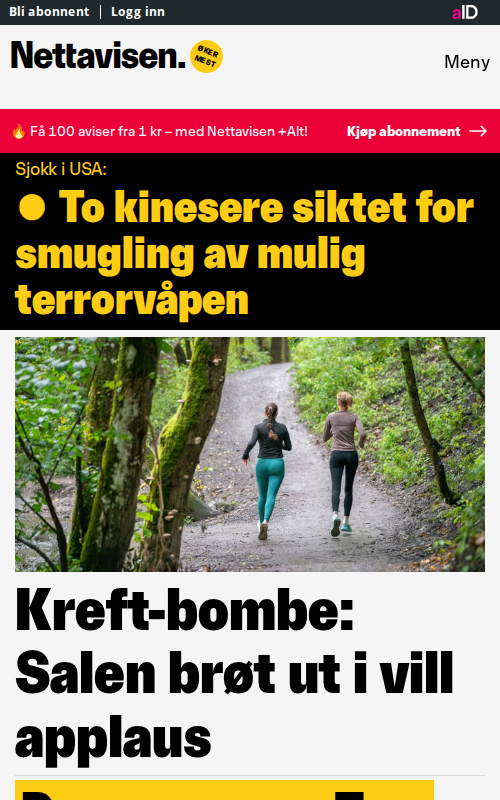 Bli abonnent | Logg inn aID
Nettavisen. ØKER MEST
Meny
Få 100 aviser fra 1 kr – med Nettavisen +Alt! Kjøp abonnement
Sjokk i USA:
To kinesere siktet for
smugling av mulig
terrorvåpen
Kreft-bombe:
Salen brøt ut i vill
applaus